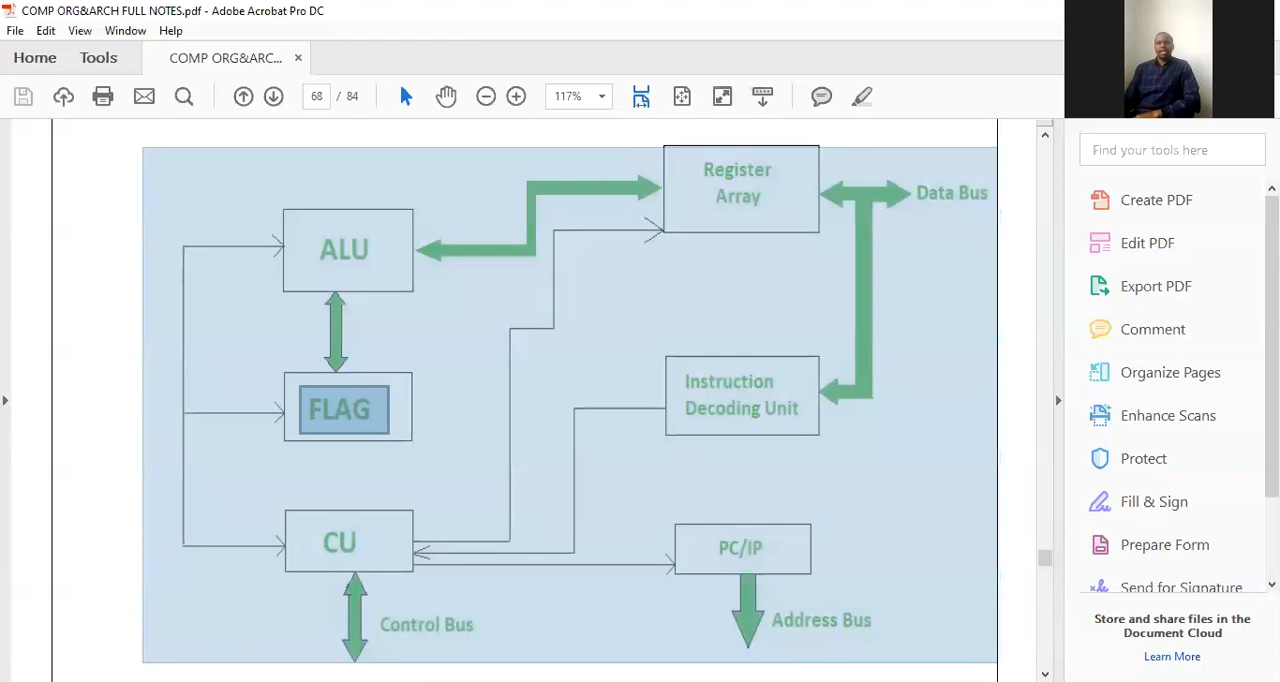 COMP ORG&ARCH FULL NOTES.pdf - Adobe Acrobat Pro DC
File Edit View Window Help
Home Tools COMP ORG&ARC... ×
68 / 84 117%
Register
Array
Data Bus
ALU
Instruction
Decoding Unit
FLAG
CU
PC/IP
Control Bus
Address Bus
Find your tools here
Create PDF
Edit PDF
Export PDF
Comment
Organize Pages
Enhance Scans
Protect
Fill & Sign
Prepare Form
Send for Signature
Store and share files in the
Document Cloud
Learn More